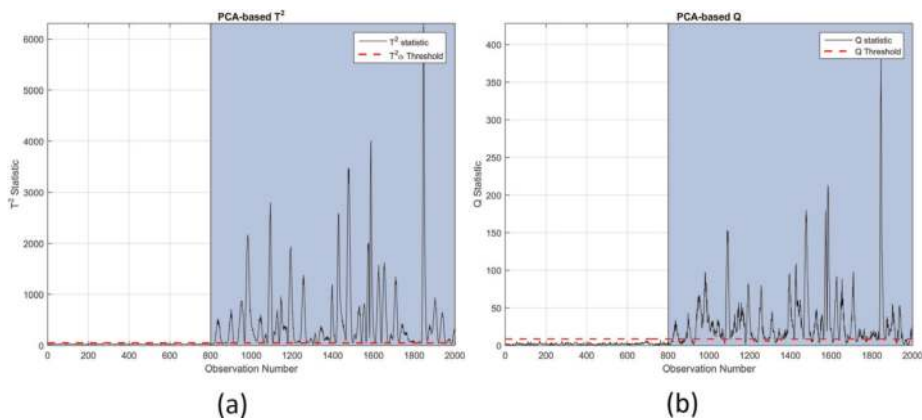 PCA-based T²
T² statistic
T²α Threshold
T² Statistic
6000
5000
4000
3000
2000
1000
0
0 200 400 600 800 1000 1200 1400 1600 1800 2000
Observation Number
(a)
PCA-based Q
Q statistic
Q Threshold
Q Statistic
400
350
300
250
200
150
100
50
0
0 200 400 600 800 1000 1200 1400 1600 1800 2000
Observation Number
(b)